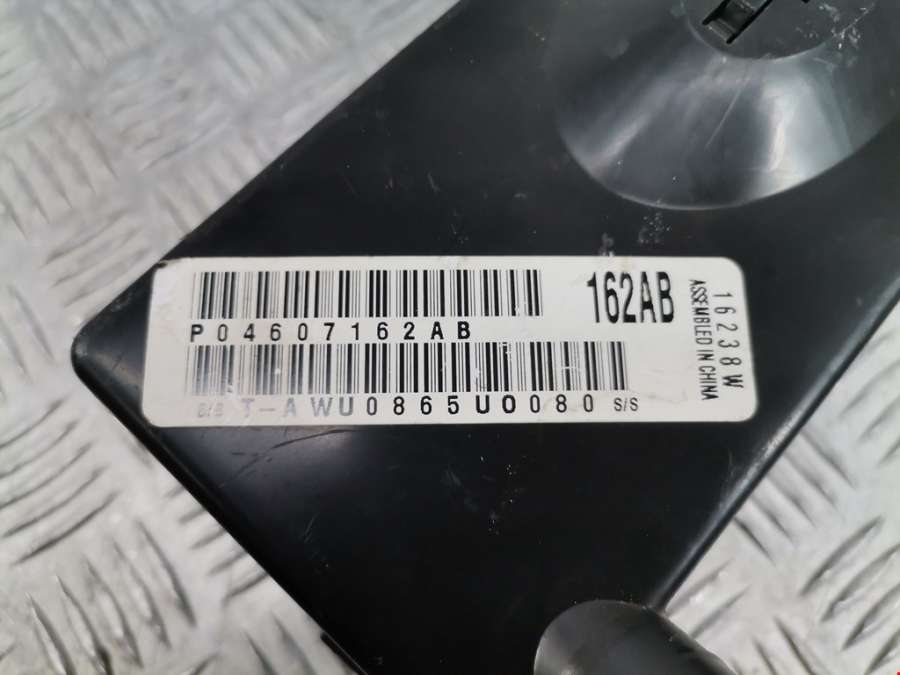 P04607162AB
T-AWU0865U0080 S/S
162AB
16238W
ASSEMBLED IN CHINA